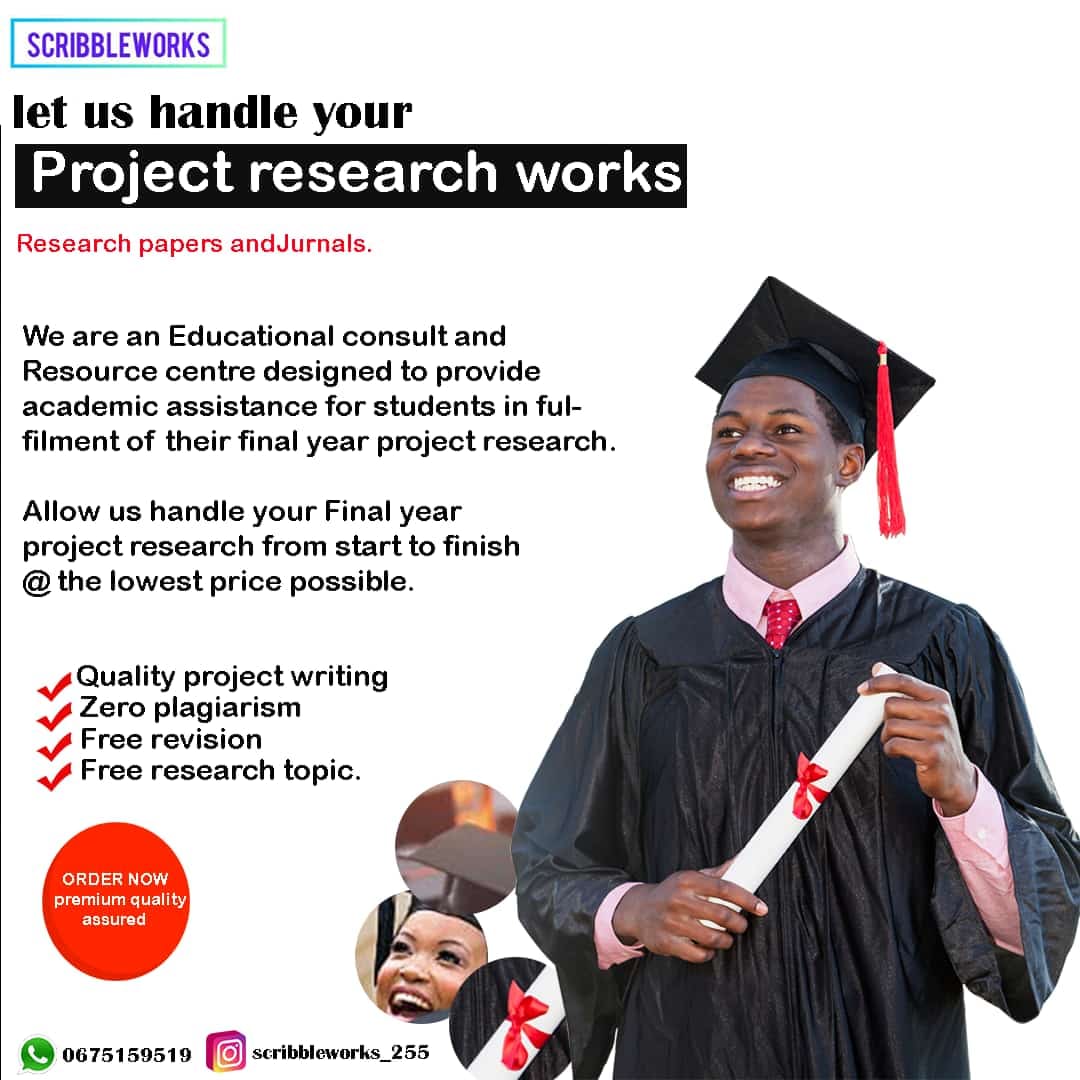 SCRIBBLEWORKS
let us handle your
Project research works
Research papers andJurnals.
We are an Educational consult and
Resource centre designed to provide
academic assistance for students in ful-
filment of their final year project research.
Allow us handle your Final year
project research from start to finish
@ the lowest price possible.
Quality project writing
Zero plagiarism
Free revision
Free research topic.
ORDER NOW
premium quality
assured
0675159519
scribbleworks_255